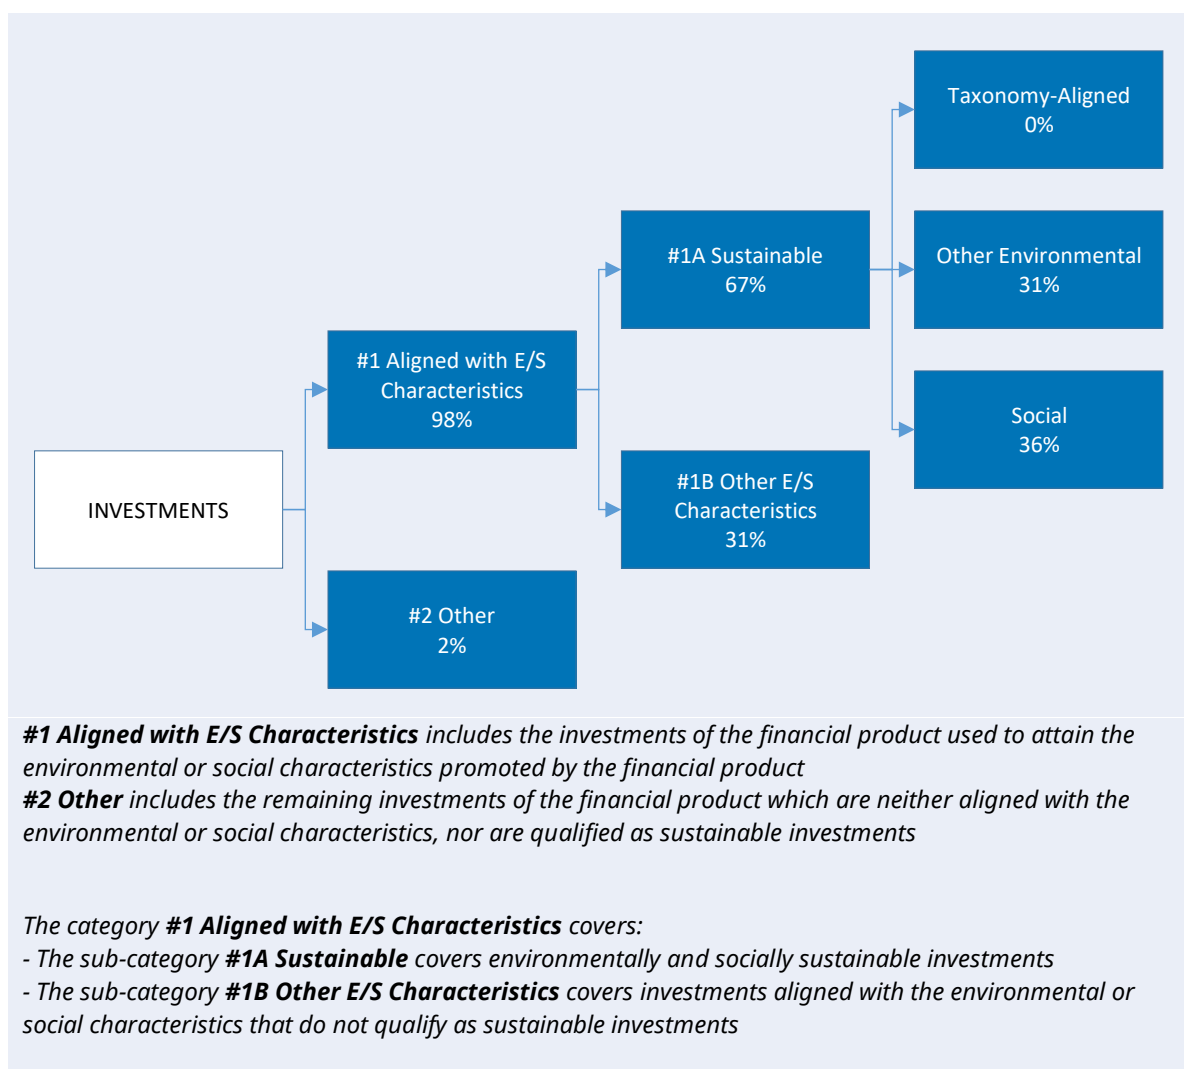 Taxonomy-Aligned
0%
#1A Sustainable
67%
Other Environmental
31%
#1 Aligned with E/S
Characteristics
98%
Social
36%
INVESTMENTS
#1B Other E/S
Characteristics
31%
#2 Other
2%
#1 Aligned with E/S Characteristics includes the investments of the financial product used to attain the
environmental or social characteristics promoted by the financial product
#2 Other includes the remaining investments of the financial product which are neither aligned with the
environmental or social characteristics, nor are qualified as sustainable investments
The category #1 Aligned with E/S Characteristics covers:
- The sub-category #1A Sustainable covers environmentally and socially sustainable investments
- The sub-category #1B Other E/S Characteristics covers investments aligned with the environmental or
social characteristics that do not qualify as sustainable investments